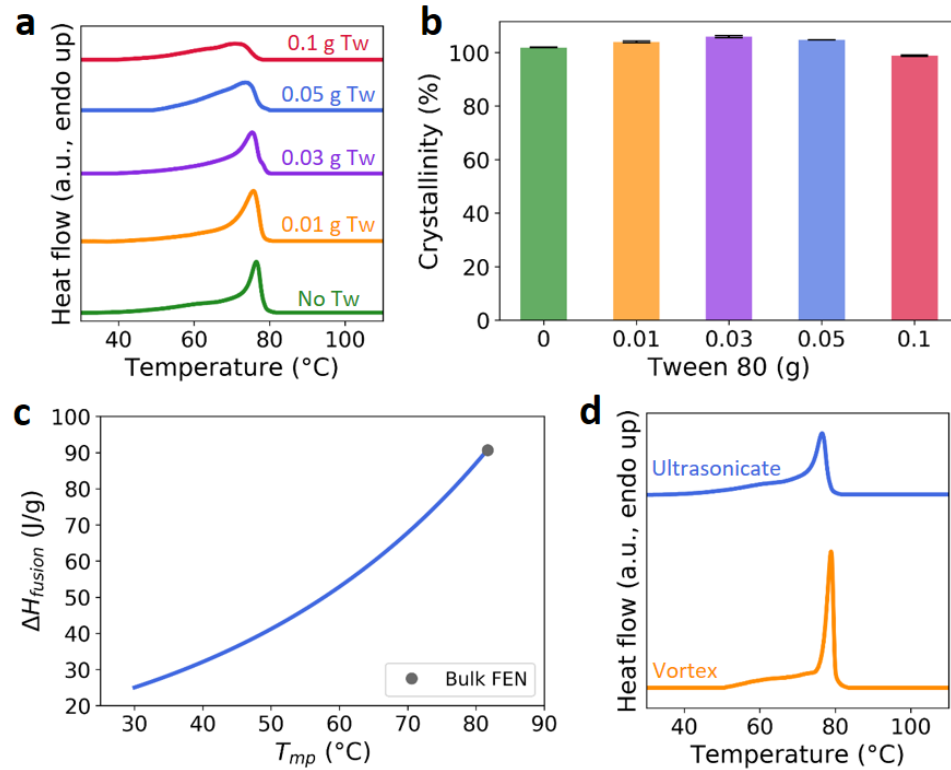 a
Heat flow (a.u., endo up)
0.1 g Tw
0.05 g Tw
0.03 g Tw
0.01 g Tw
No Tw
40 60 80 100
Temperature (°C)
b
Crystallinity (%)
100
80
60
40
20
0
0 0.01 0.03 0.05 0.1
Tween 80 (g)
c
ΔH_fusion (J/g)
100
90
80
70
60
50
40
30
20
Bulk FEN
30 40 50 60 70 80 90
T_mp (°C)
d
Heat flow (a.u., endo up)
Ultrasonicate
Vortex
40 60 80 100
Temperature (°C)